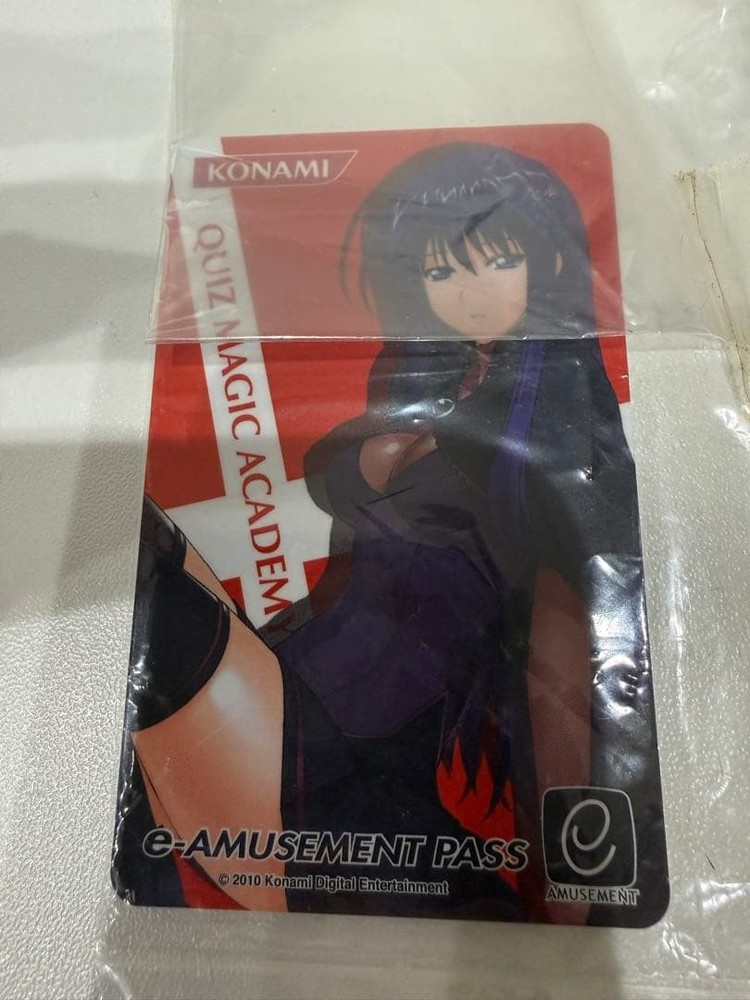 KONAMI
QUIZ MAGIC ACADEMY
e-AMUSEMENT PASS
© 2010 Konami Digital Entertainment
e
AMUSEMENT